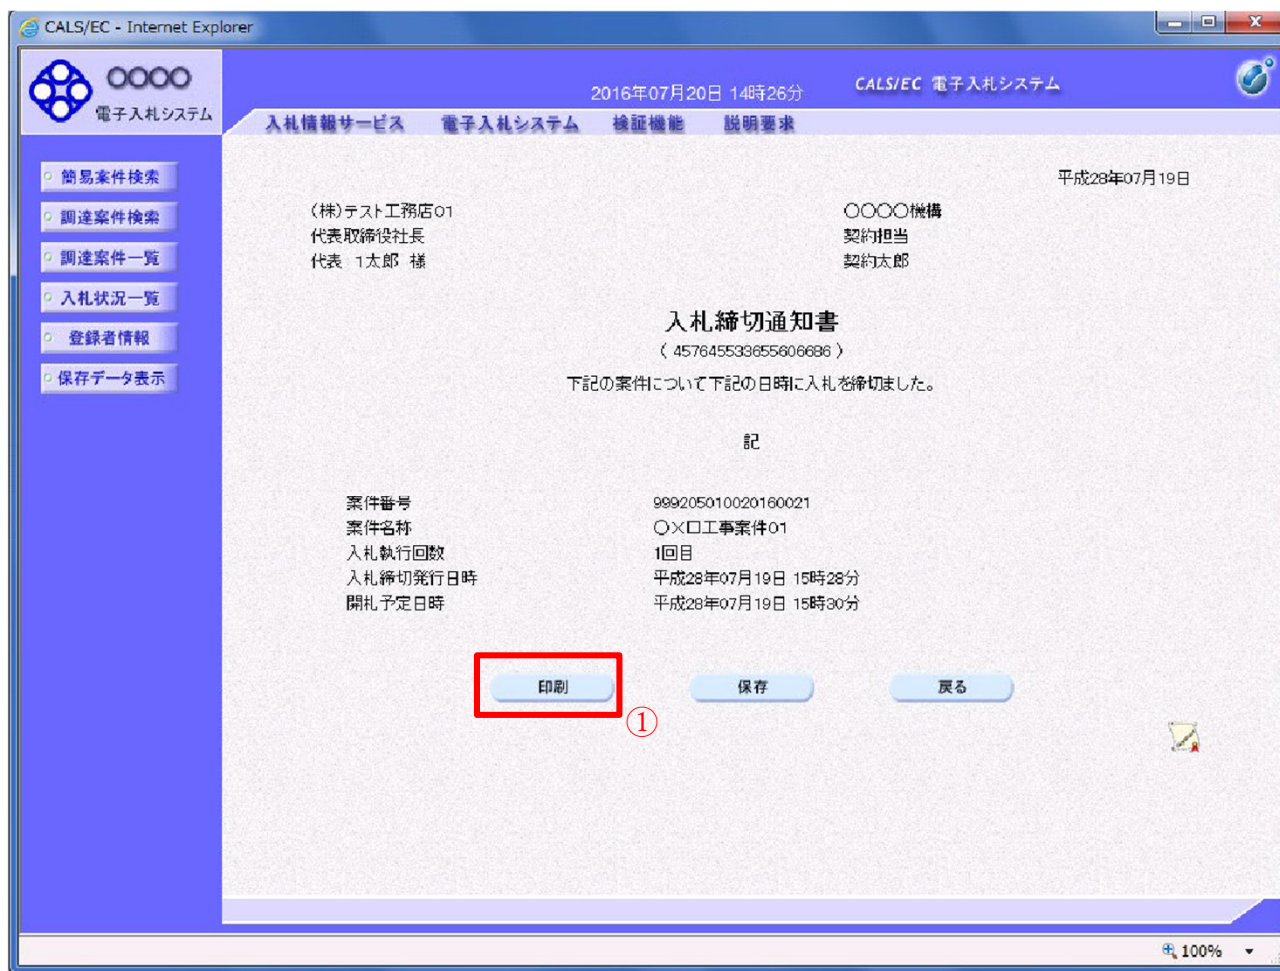 CALS/EC - Internet Explorer
〇〇〇〇
電子入札システム
2016年07月20日 14時26分
CALS/EC 電子入札システム
入札情報サービス 電子入札システム 検証機能 説明要求
簡易案件検索
調達案件検索
調達案件一覧
入札状況一覧
登録者情報
保存データ表示
平成28年07月19日
(株)テスト工務店01
代表取締役社長
代表 1太郎 様
〇〇〇〇機構
契約担当
契約太郎
入札締切通知書
( 457645533655606686 )
下記の案件について下記の日時に入札を締切ました。
記
案件番号 999205010020160021
案件名称 〇×口工事案件01
入札執行回数 1回目
入札締切発行日時 平成28年07月19日 15時28分
開札予定日時 平成28年07月19日 15時30分
印刷 保存 戻る
①
100%